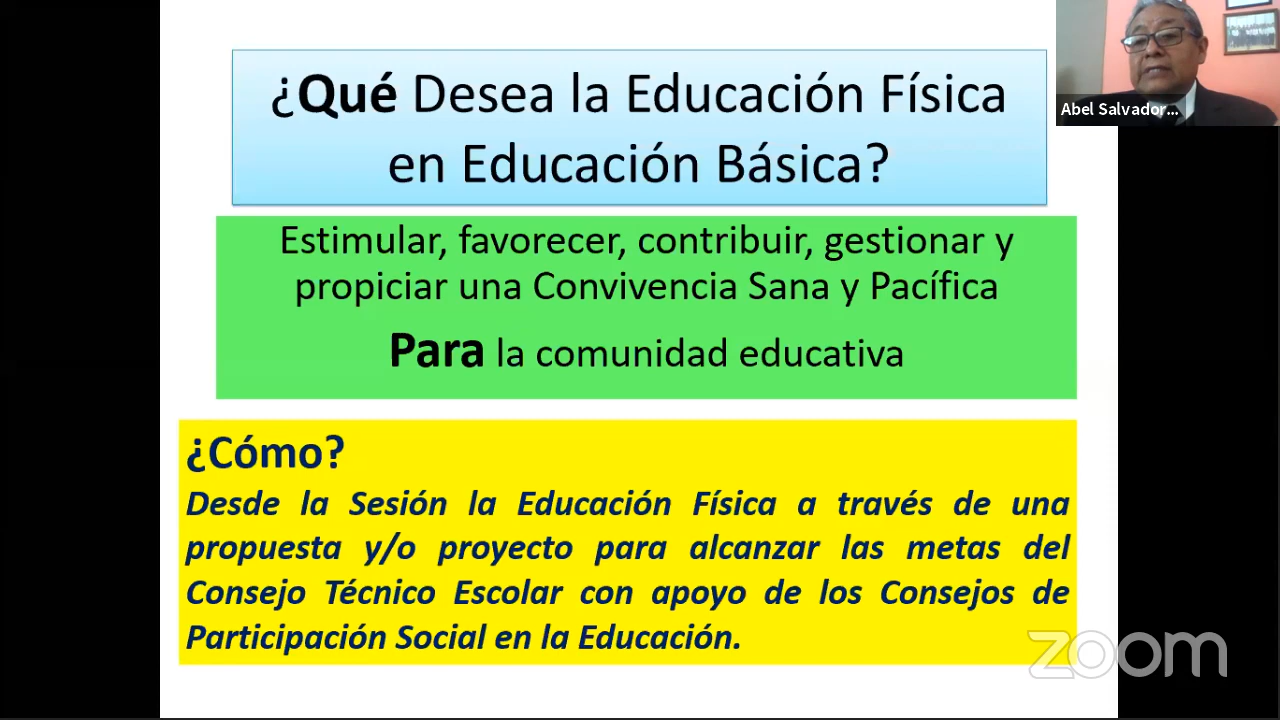 ¿Qué Desea la Educación Física
en Educación Básica?
Abel Salvador...
Estimular, favorecer, contribuir, gestionar y
propiciar una Convivencia Sana y Pacífica
Para la comunidad educativa
¿Cómo?
Desde la Sesión la Educación Física a través de una
propuesta y/o proyecto para alcanzar las metas del
Consejo Técnico Escolar con apoyo de los Consejos de
Participación Social en la Educación.
zoom